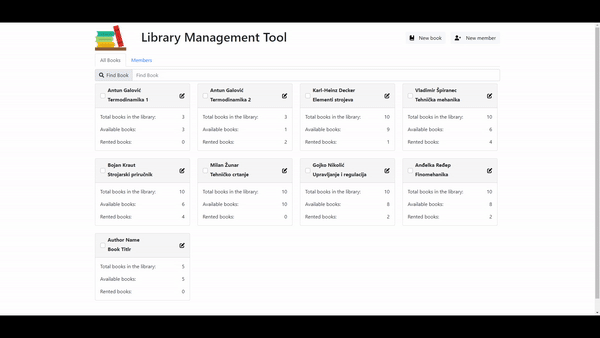 Library Management Tool
New book
New member
All Books
Members
Find Book
Find Book
Antun Galović
Termodinamika 1
Total books in the library: 3
Available books: 3
Rented books: 0
Antun Galović
Termodinamika 2
Total books in the library: 3
Available books: 1
Rented books: 2
Karl-Heinz Decker
Elementi strojeva
Total books in the library: 10
Available books: 9
Rented books: 1
Vladimir Špiranec
Tehnička mehanika
Total books in the library: 10
Available books: 6
Rented books: 4
Bojan Kraut
Strojarski priručnik
Total books in the library: 10
Available books: 6
Rented books: 4
Milan Žunar
Tehničko crtanje
Total books in the library: 10
Available books: 10
Rented books: 0
Gojko Nikolić
Upravljanje i regulacija
Total books in the library: 10
Available books: 8
Rented books: 2
Anđelka Ređep
Finomehanika
Total books in the library: 10
Available books: 8
Rented books: 2
Author Name
Book Titlr
Total books in the library: 5
Available books: 5
Rented books: 0